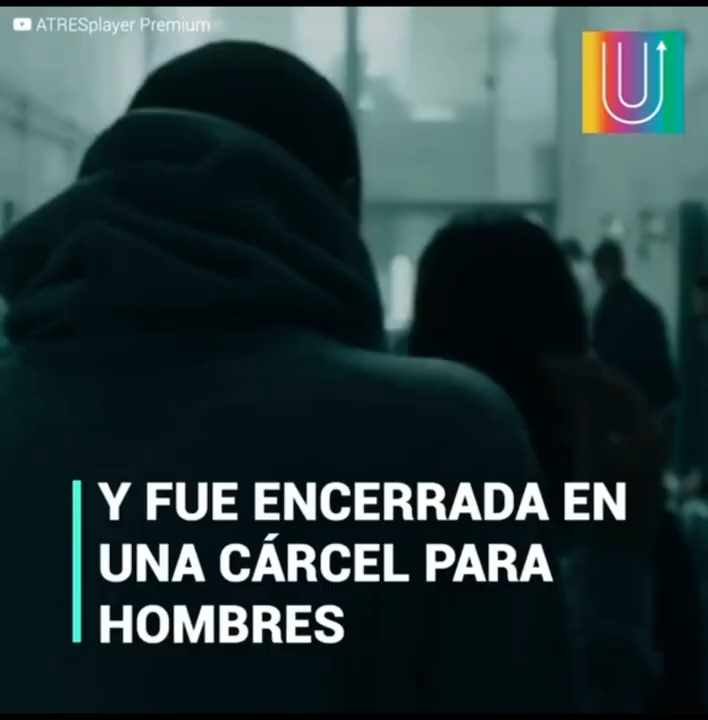 ATRESplayer Premium
U
Y FUE ENCERRADA EN
UNA CÁRCEL PARA
HOMBRES